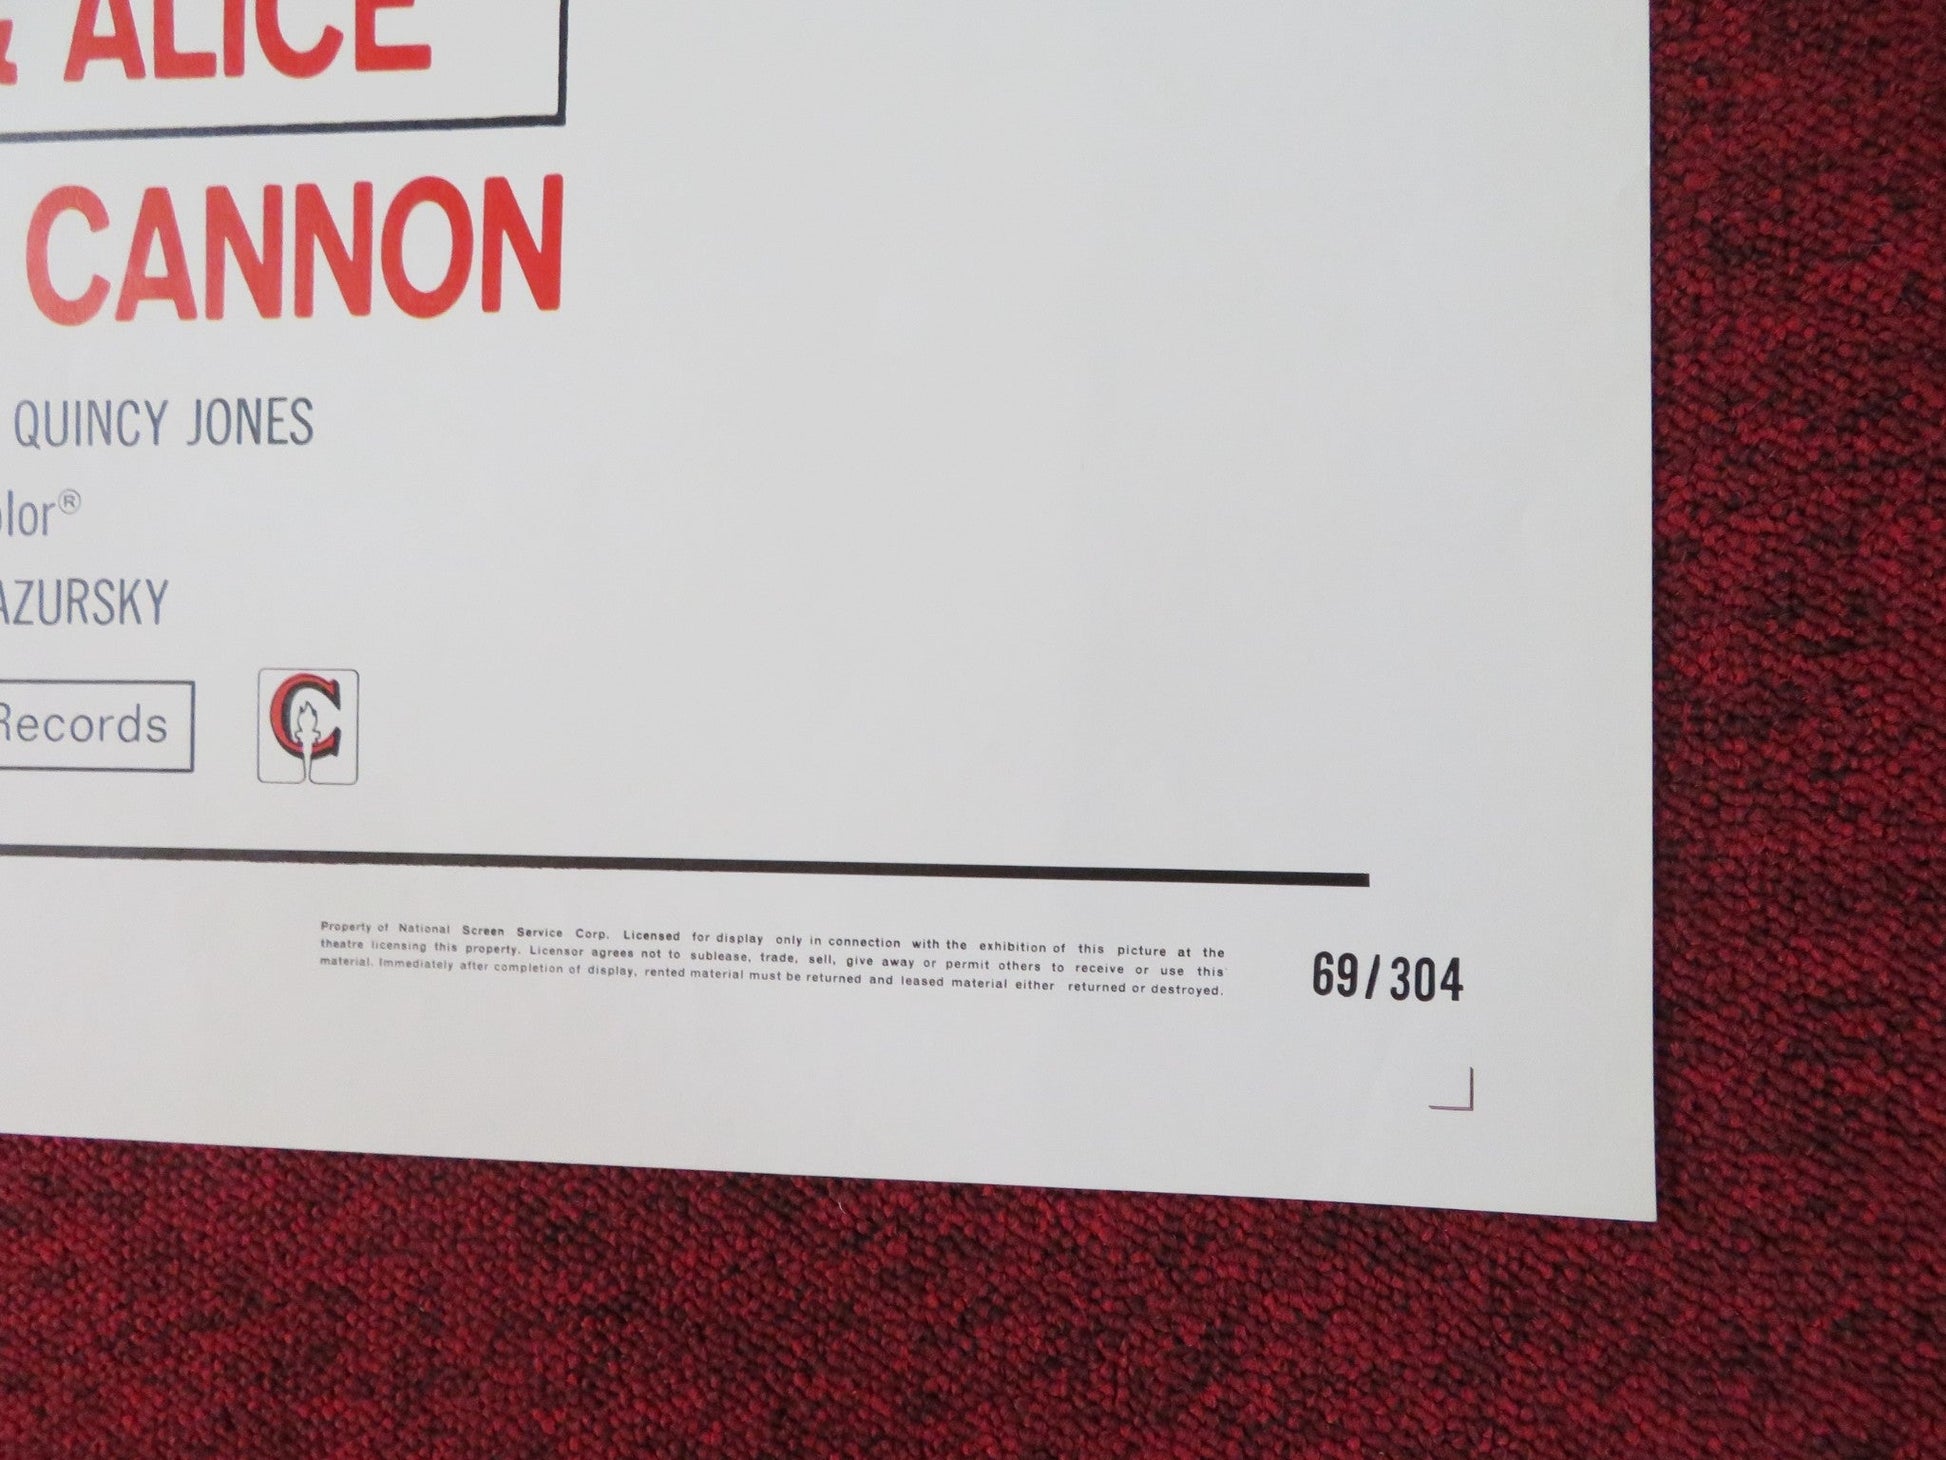 & ALICE
CANNON
QUINCY JONES
olor®
AZURSKY
Records
C
Property of National Screen Service Corp. Licensed for display only in connection with the exhibition of this picture at the
theatre licensing this property. Licensor agrees not to sublease, trade, sell, give away or permit others to receive or use this
material. Immediately after completion of display, rented material must be returned and leased material either returned or destroyed.
69/304